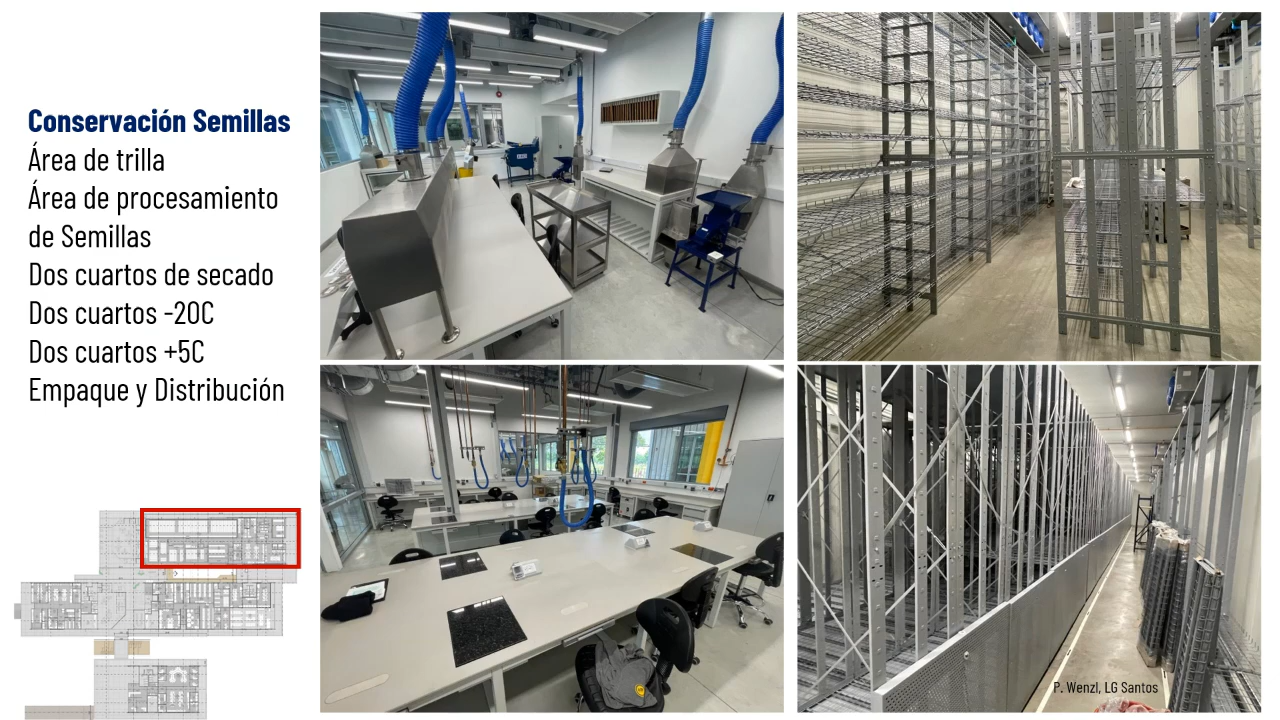 Conservación Semillas
Área de trilla
Área de procesamiento
de Semillas
Dos cuartos de secado
Dos cuartos -20C
Dos cuartos +5C
Empaque y Distribución
P. Wenzl, LG Santos